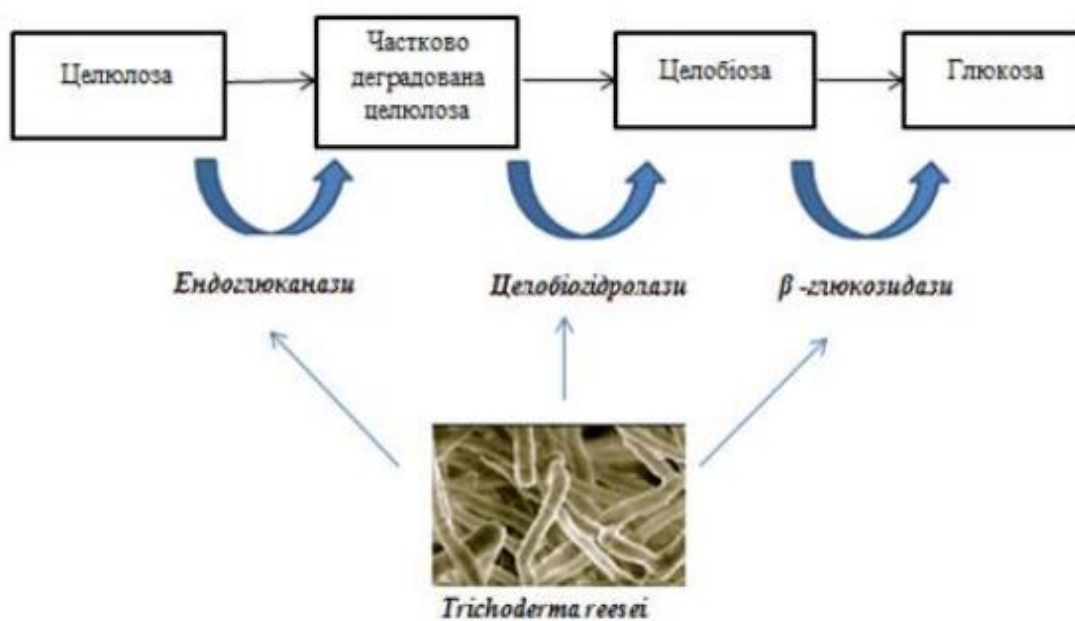 Целюлоза
Частково
деградована
целюлоза
Целобіоза
Глюкоза
Ендоглюканази
Целобіогідролази
β -глюкозидази
Trichoderma reesei